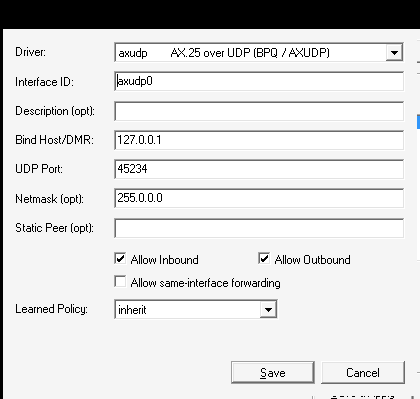 Driver: axudp AX.25 over UDP (BPQ / AXUDP)
Interface ID: axudp0
Description (opt):
Bind Host/DMR: 127.0.0.1
UDP Port: 45234
Netmask (opt): 255.0.0.0
Static Peer (opt):
Allow Inbound Allow Outbound
Allow same-interface forwarding
Learned Policy: inherit
Save Cancel